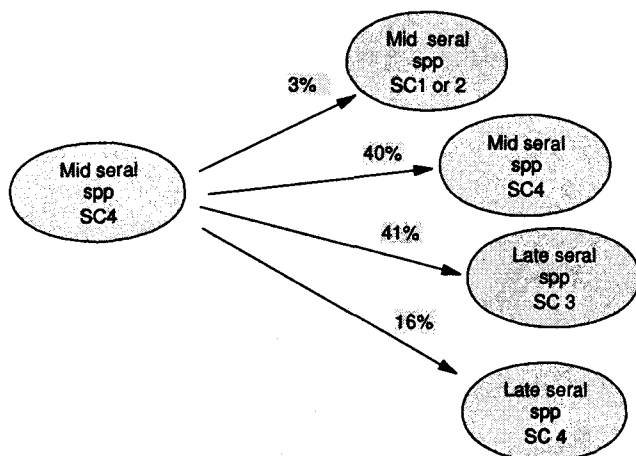 Mid seral
spp
SC1 or 2
3%
Mid seral
spp
SC4
40%
Mid seral
spp
SC4
41%
Late seral
spp
SC 3
16%
Late seral
spp
SC 4